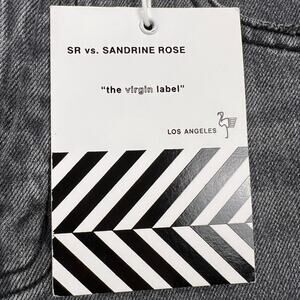 SR vs. SANDRINE ROSE
"the virgin label"
LOS ANGELES